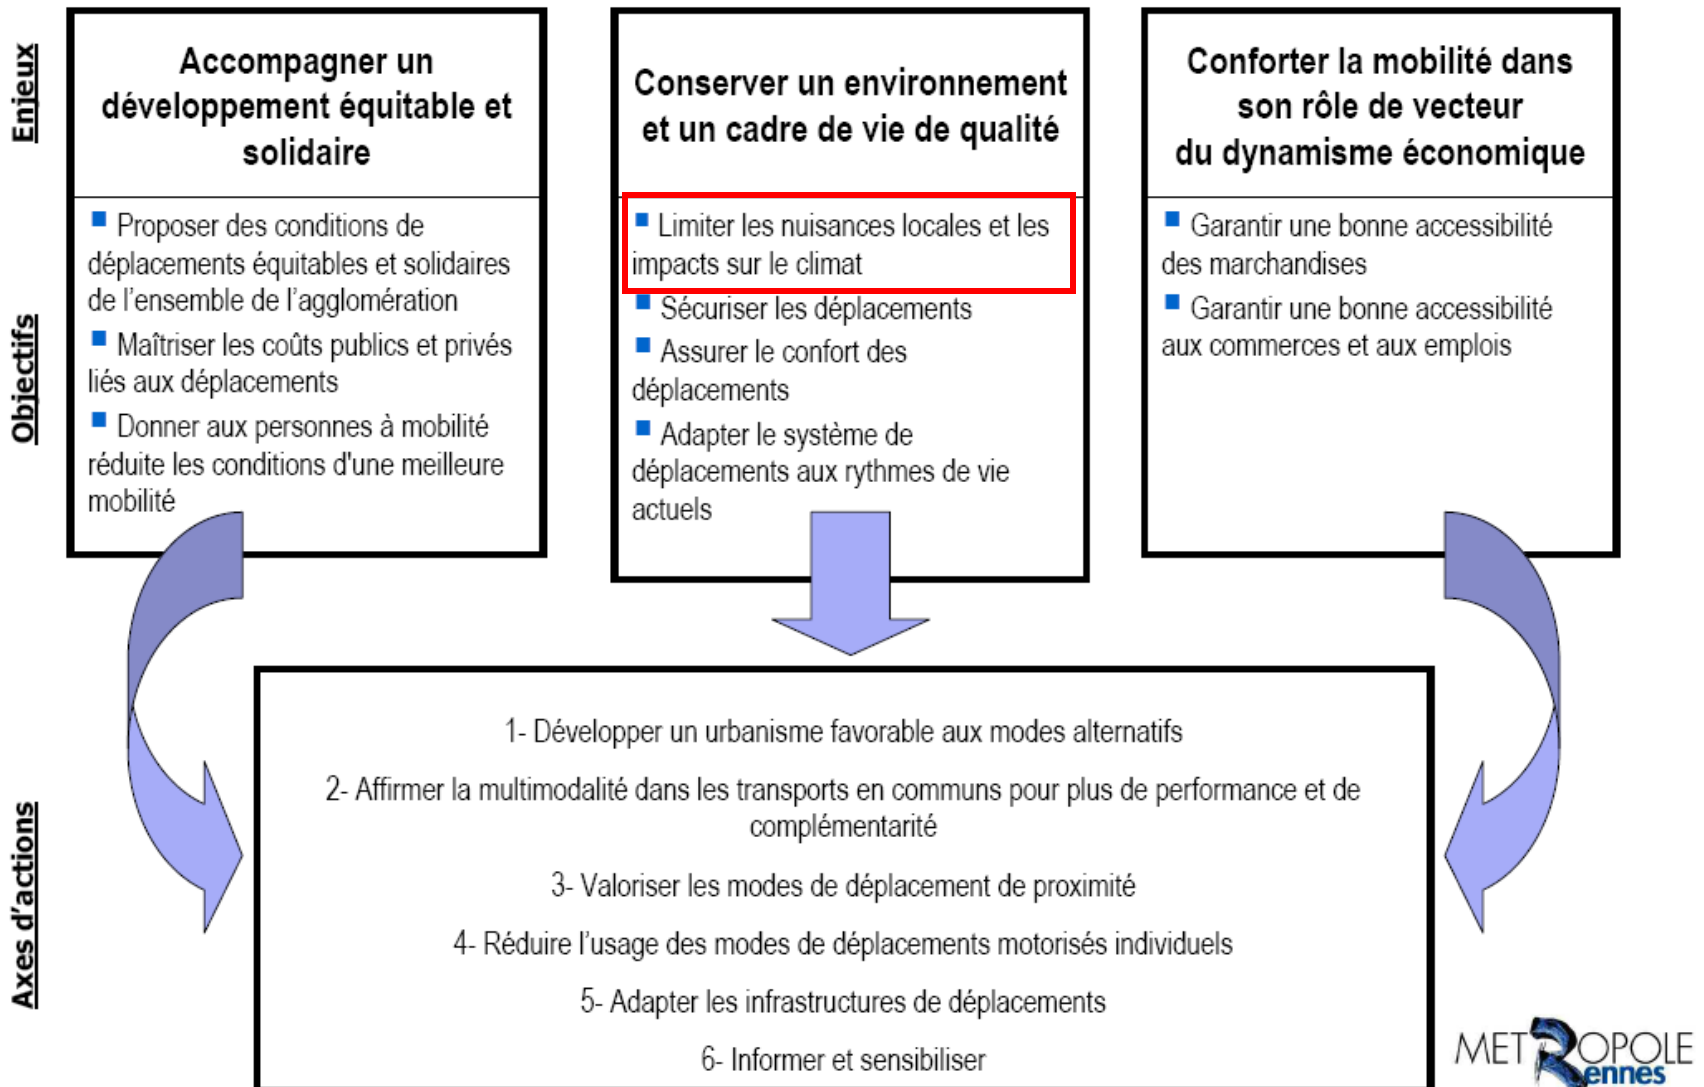 Enjeux
Accompagner un
développement équitable et
solidaire
Conserver un environnement
et un cadre de vie de qualité
Conforter la mobilité dans
son rôle de vecteur
du dynamisme économique
Objectifs
Proposer des conditions de
déplacements équitables et solidaires
de l'ensemble de l'agglomération
Maîtriser les coûts publics et privés
liés aux déplacements
Donner aux personnes à mobilité
réduite les conditions d'une meilleure
mobilité
Limiter les nuisances locales et les
impacts sur le climat
Sécuriser les déplacements
Assurer le confort des
déplacements
Adapter le système de
déplacements aux rythmes de vie
actuels
Garantir une bonne accessibilité
des marchandises
Garantir une bonne accessibilité
aux commerces et aux emplois
Axes d'actions
1- Développer un urbanisme favorable aux modes alternatifs
2- Affirmer la multimodalité dans les transports en communs pour plus de performance et de
complémentarité
3- Valoriser les modes de déplacement de proximité
4- Réduire l'usage des modes de déplacements motorisés individuels
5- Adapter les infrastructures de déplacements
6- Informer et sensibiliser
METROPOLE
Rennes